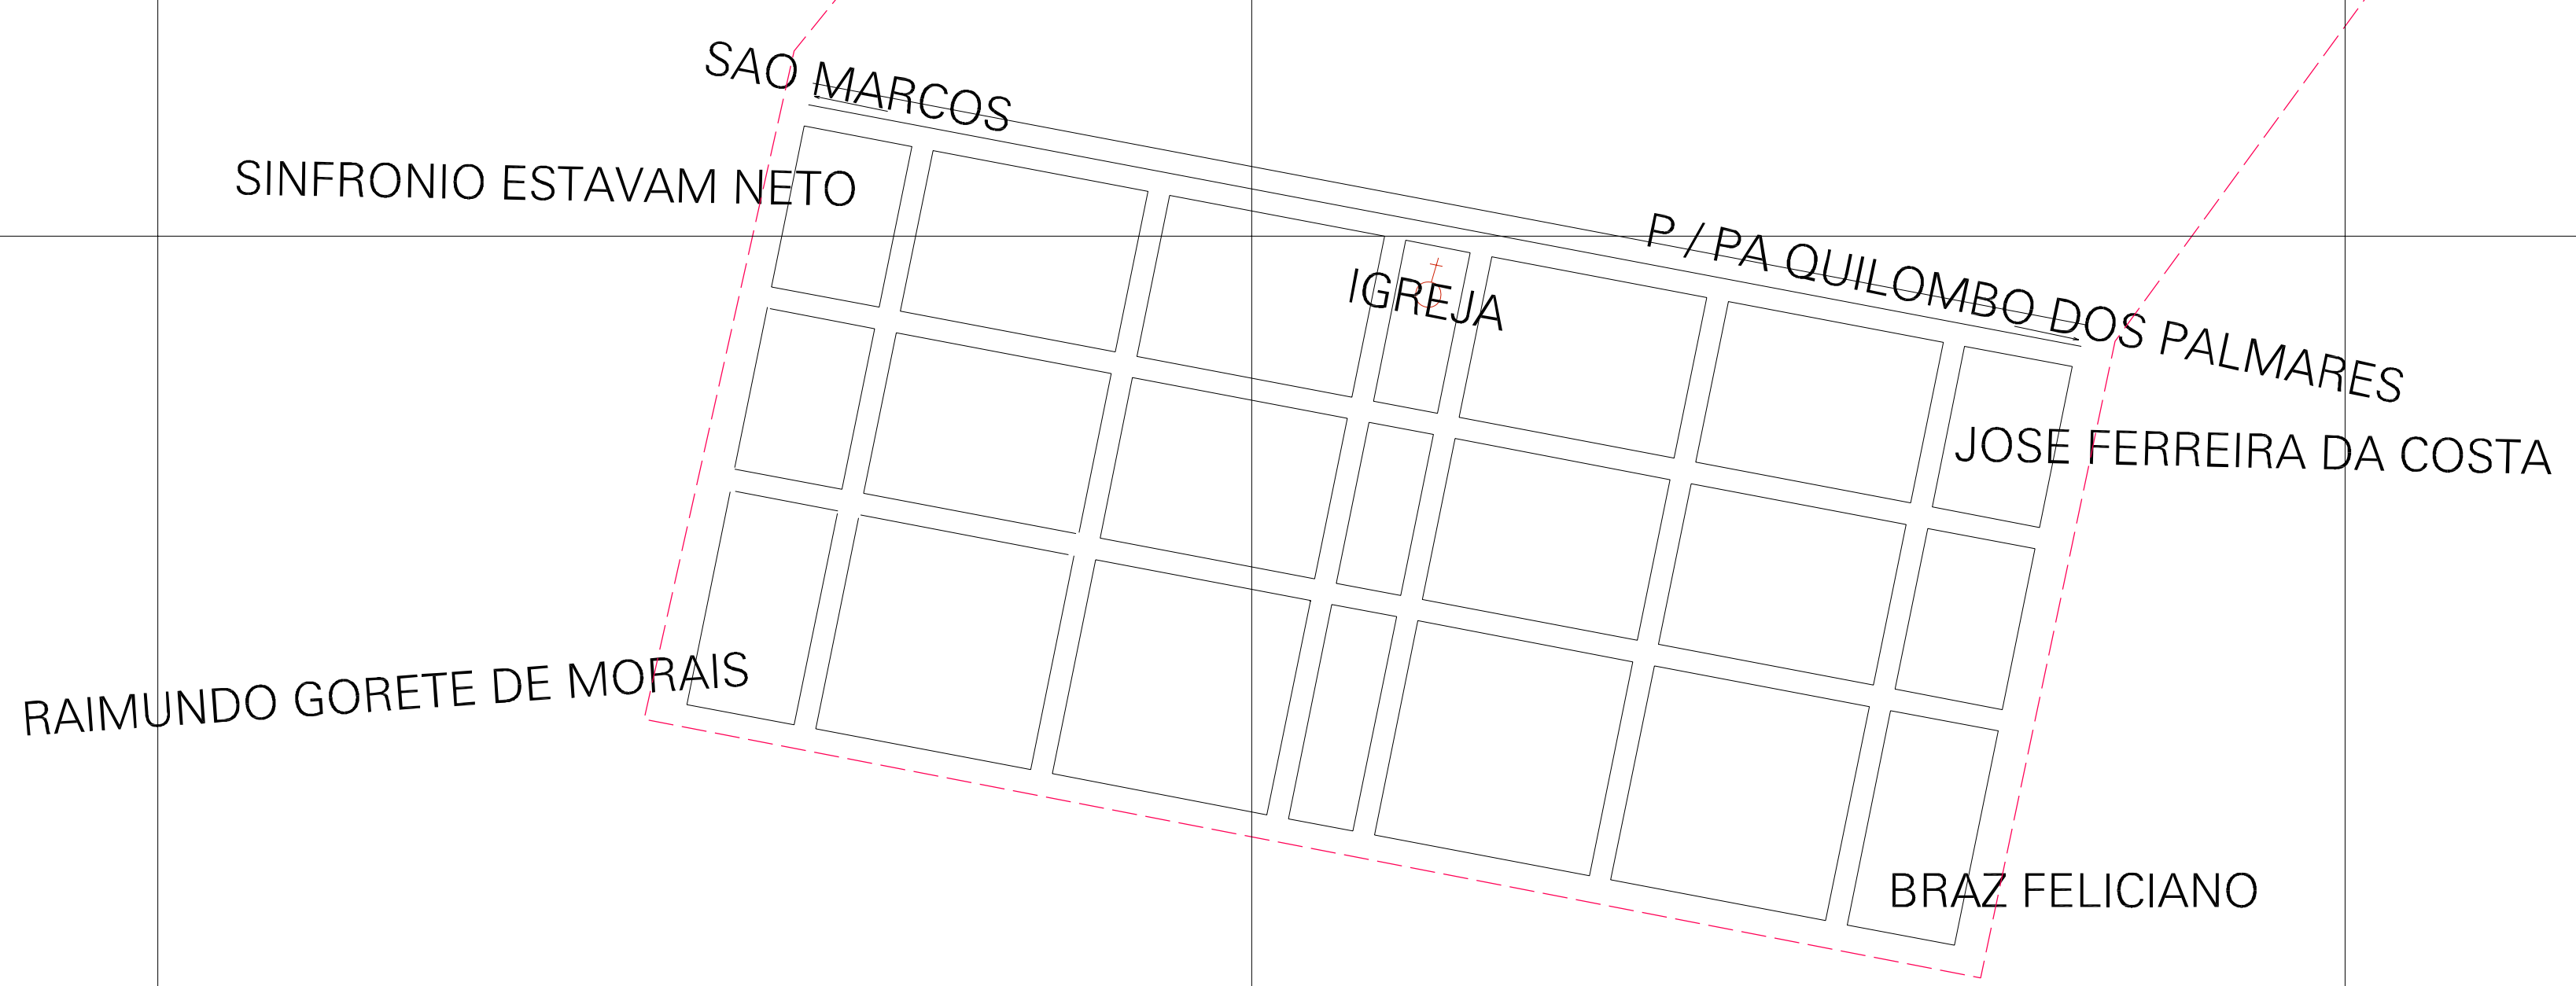 SAO MARCOS
SINFRONIO ESTAVAM NETO
P / PA QUILOMBO DOS PALMARES
IGREJA
JOSE FERREIRA DA COSTA
RAIMUNDO GORETE DE MORAIS
BRAZ FELICIANO